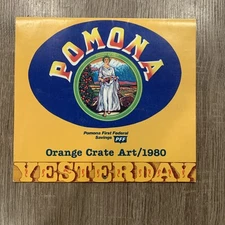 POMONA
Pomona First Federal
Savings PFF
Orange Crate Art/1980
YESTERDAY